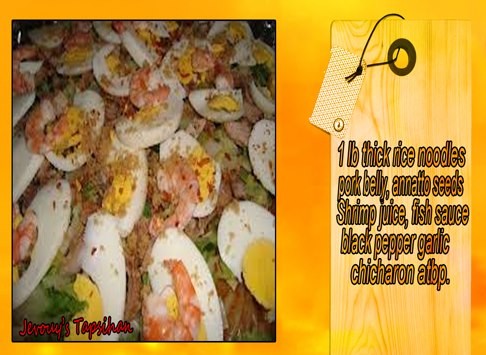 1 lb thick rice noodles
pork belly, annatto seeds
Shrimp juice, fish sauce
black pepper garlic
chicharon atbp.
Jevouy's Tapsihan